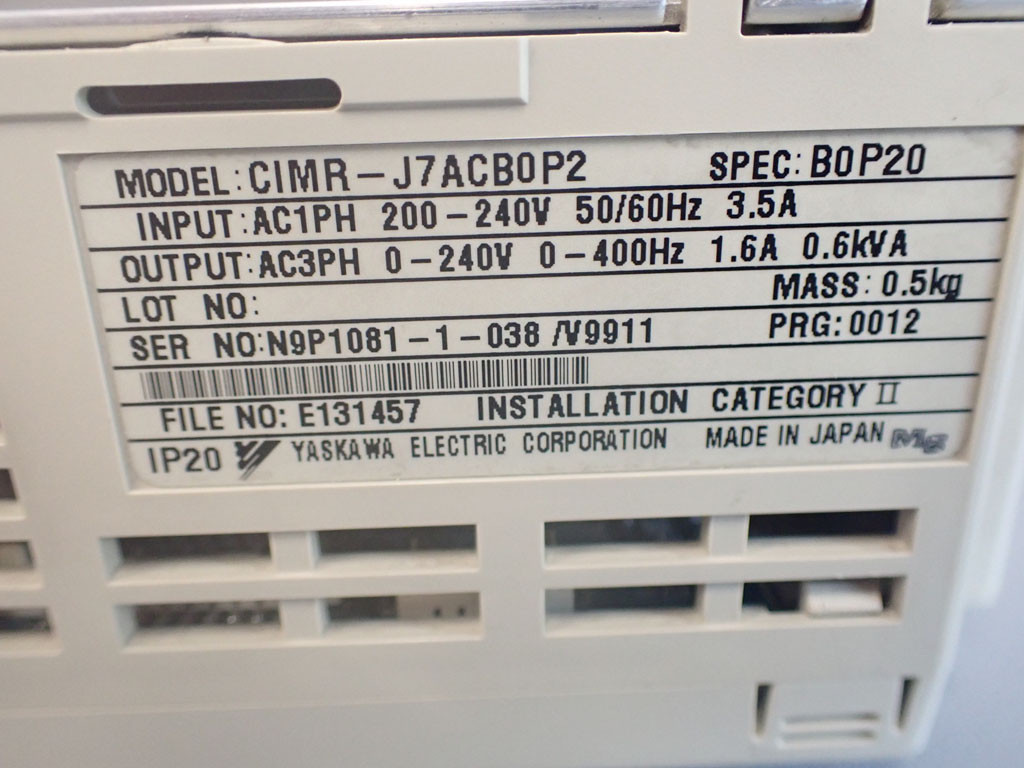 MODEL:CIMR-J7ACB0P2 SPEC:B0P20
INPUT:AC1PH 200-240V 50/60Hz 3.5A
OUTPUT:AC3PH 0-240V 0-400Hz 1.6A 0.6kVA
LOT NO: MASS: 0.5kg
SER NO:N9P1081-1-038 /V9911 PRG:0012
FILE NO: E131457 INSTALLATION CATEGORY II
IP20 YASKAWA ELECTRIC CORPORATION MADE IN JAPAN Mg